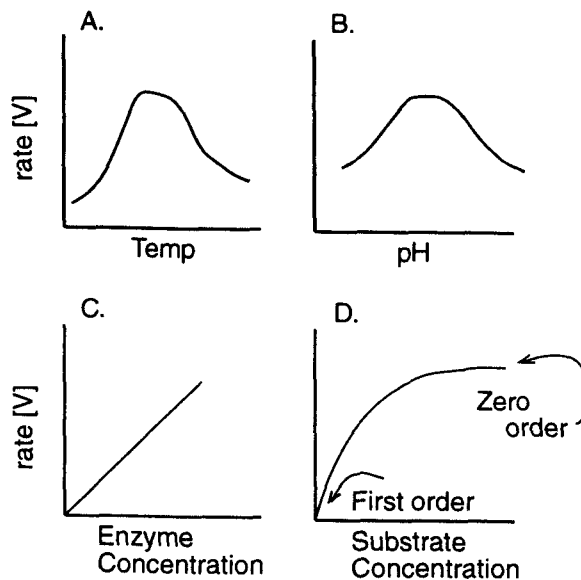 A.
B.
rate [V]
Temp
pH
C.
D.
rate [V]
Zero
order
First order
Enzyme
Concentration
Substrate
Concentration